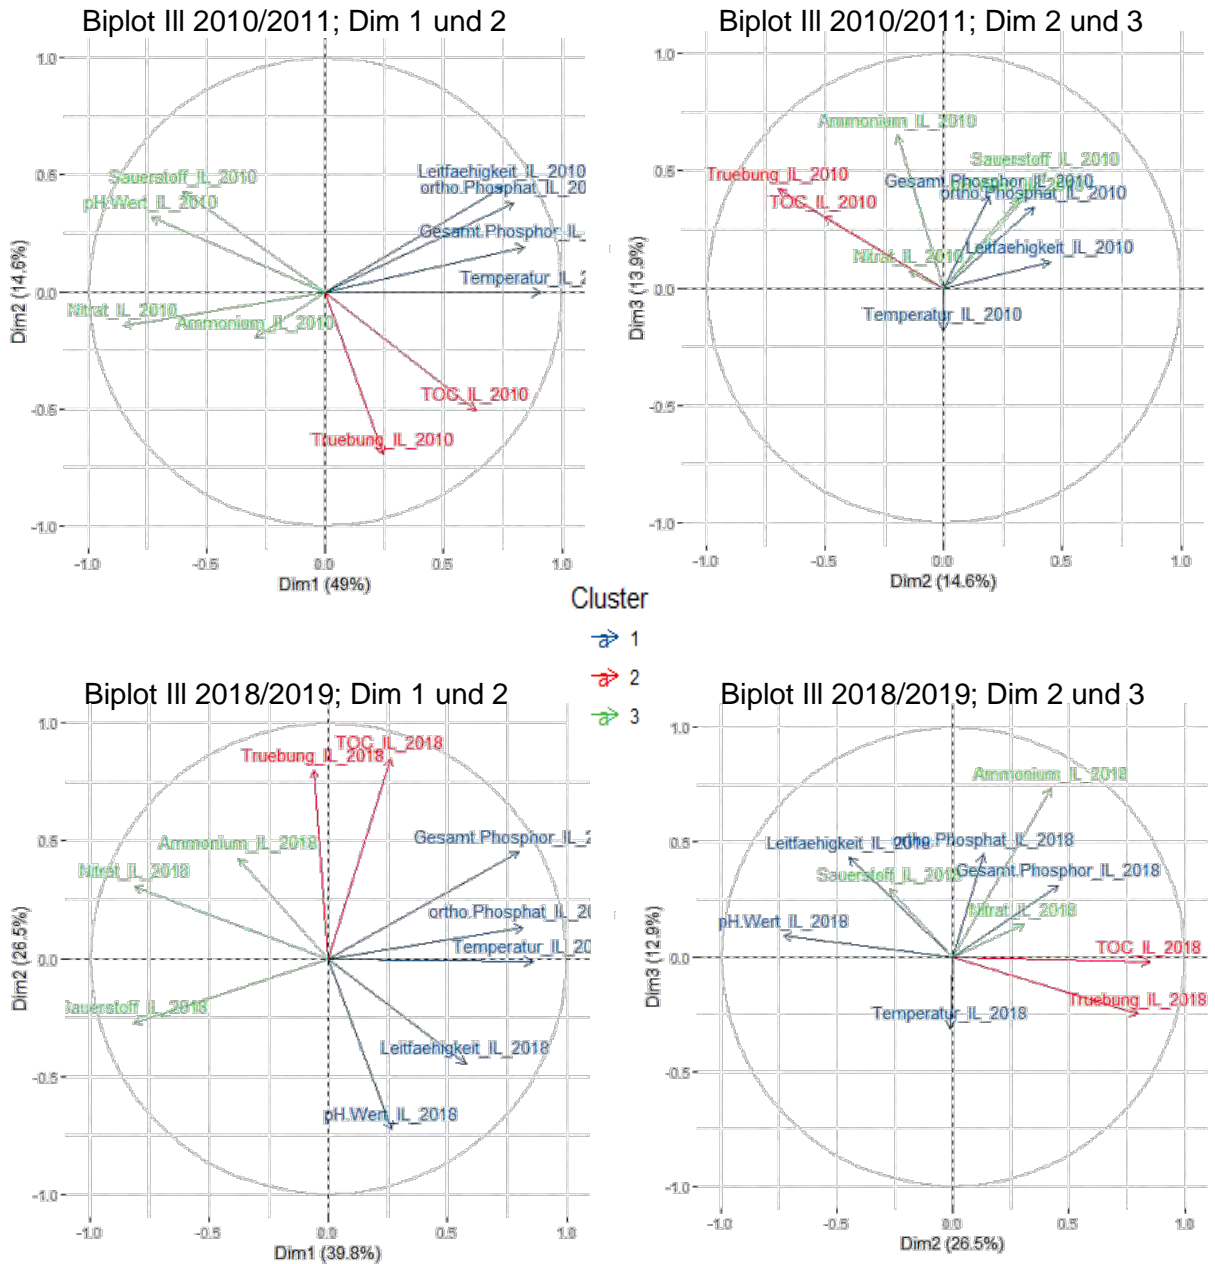 Biplot III 2010/2011; Dim 1 und 2
1.0
0.5
0.0
-0.5
-1.0
Dim2 (14.6%)
Leitfaehigkeit_IL_2010
ortho.Phosphat_IL_20
Sauerstoff_IL_2010
pH.Wert_IL_2010
Gesamt.Phosphor_IL_
Temperatur_IL_2
Nitrat_IL_2010
Ammonium_IL_2010
TOC_IL_2010
Truebung_IL_2010
-1.0 -0.5 0.0 0.5 1.0
Dim1 (49%)
Biplot III 2010/2011; Dim 2 und 3
1.0
0.5
0.0
-0.5
-1.0
Dim3 (13.9%)
Ammonium_IL_2010
Sauerstoff_IL_2010
Truebung_IL_2010
Gesamt.Phosphor_IL_2010
ortho.Phosphat_IL_2010
TOC_IL_2010
Leitfaehigkeit_IL_2010
Nitrat_IL_2010
Temperatur_IL_2010
-1.0 -0.5 0.0 0.5 1.0
Dim2 (14.6%)
Cluster
a 1
a 2
a 3
Biplot III 2018/2019; Dim 1 und 2
1.0
0.5
0.0
-0.5
-1.0
Dim2 (26.5%)
TOC_IL_2018
Truebung_IL_2018
Gesamt.Phosphor_IL_2
Ammonium_IL_2018
Nitrat_IL_2018
ortho.Phosphat_IL_20
Temperatur_IL_20
Sauerstoff_IL_2018
Leitfaehigkeit_IL_2018
pH.Wert_IL_2018
-1.0 -0.5 0.0 0.5 1.0
Dim1 (39.8%)
Biplot III 2018/2019; Dim 2 und 3
1.0
0.5
0.0
-0.5
-1.0
Dim3 (12.9%)
Ammonium_IL_2018
ortho.Phosphat_IL_2018
Leitfaehigkeit_IL_2018
Sauerstoff_IL_2018
Gesamt.Phosphor_IL_2018
Nitrat_IL_2018
pH.Wert_IL_2018
TOC_IL_2018
Truebung_IL_2018
Temperatur_IL_2018
-1.0 -0.5 0.0 0.5 1.0
Dim2 (26.5%)